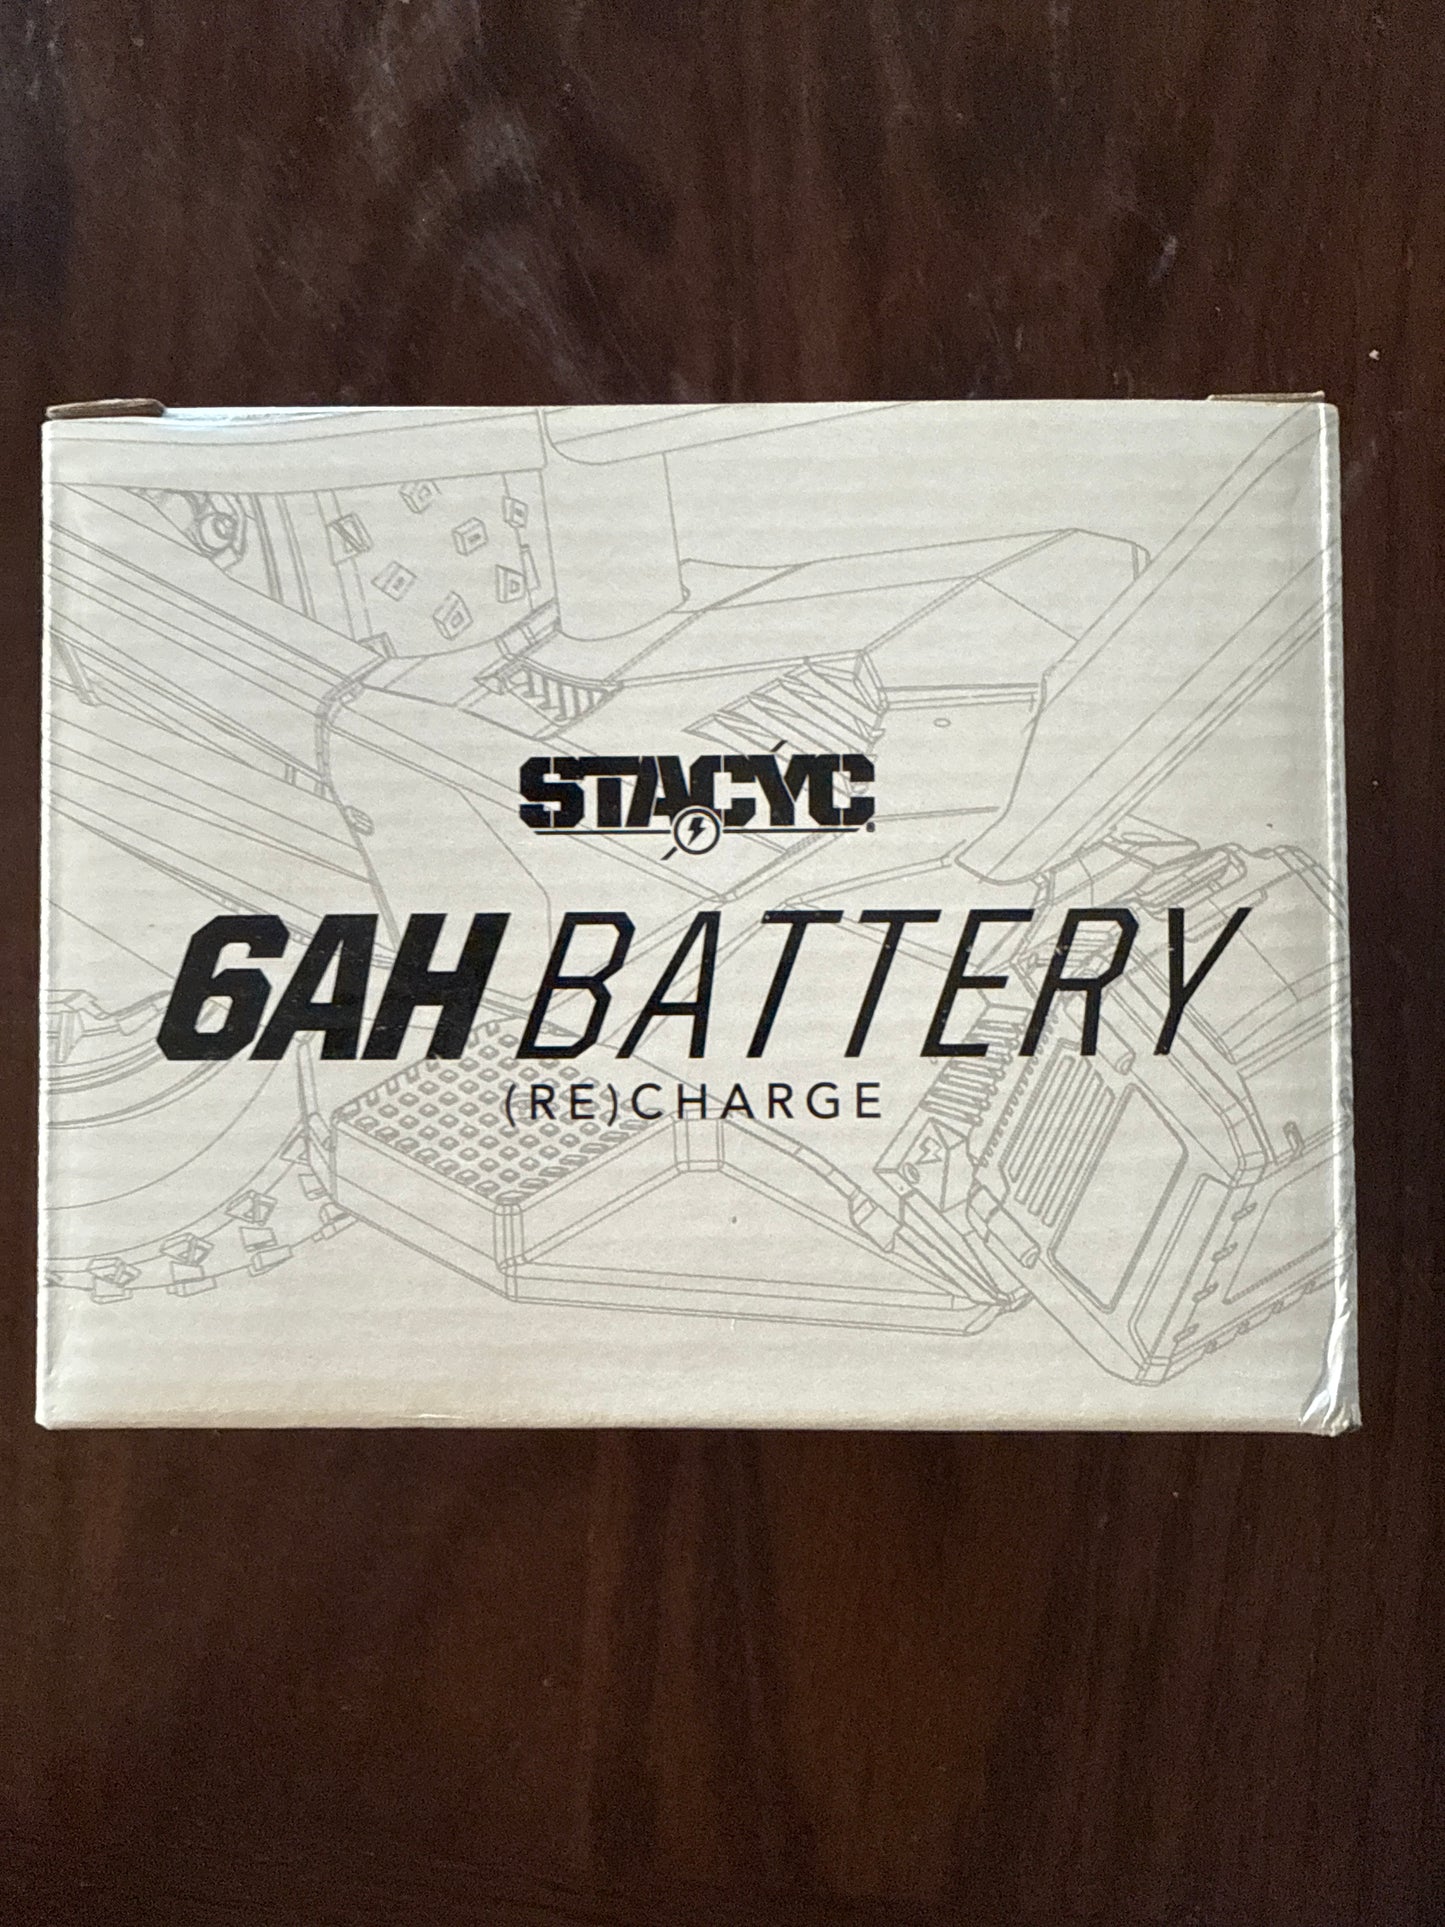 STACYC®
6AH BATTERY
(RE)CHARGE